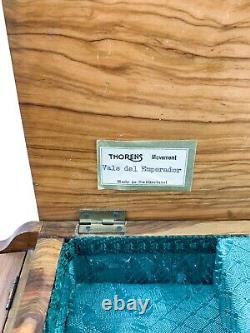 THORENS Movement
Vals del Emperador
Made in Switzerland